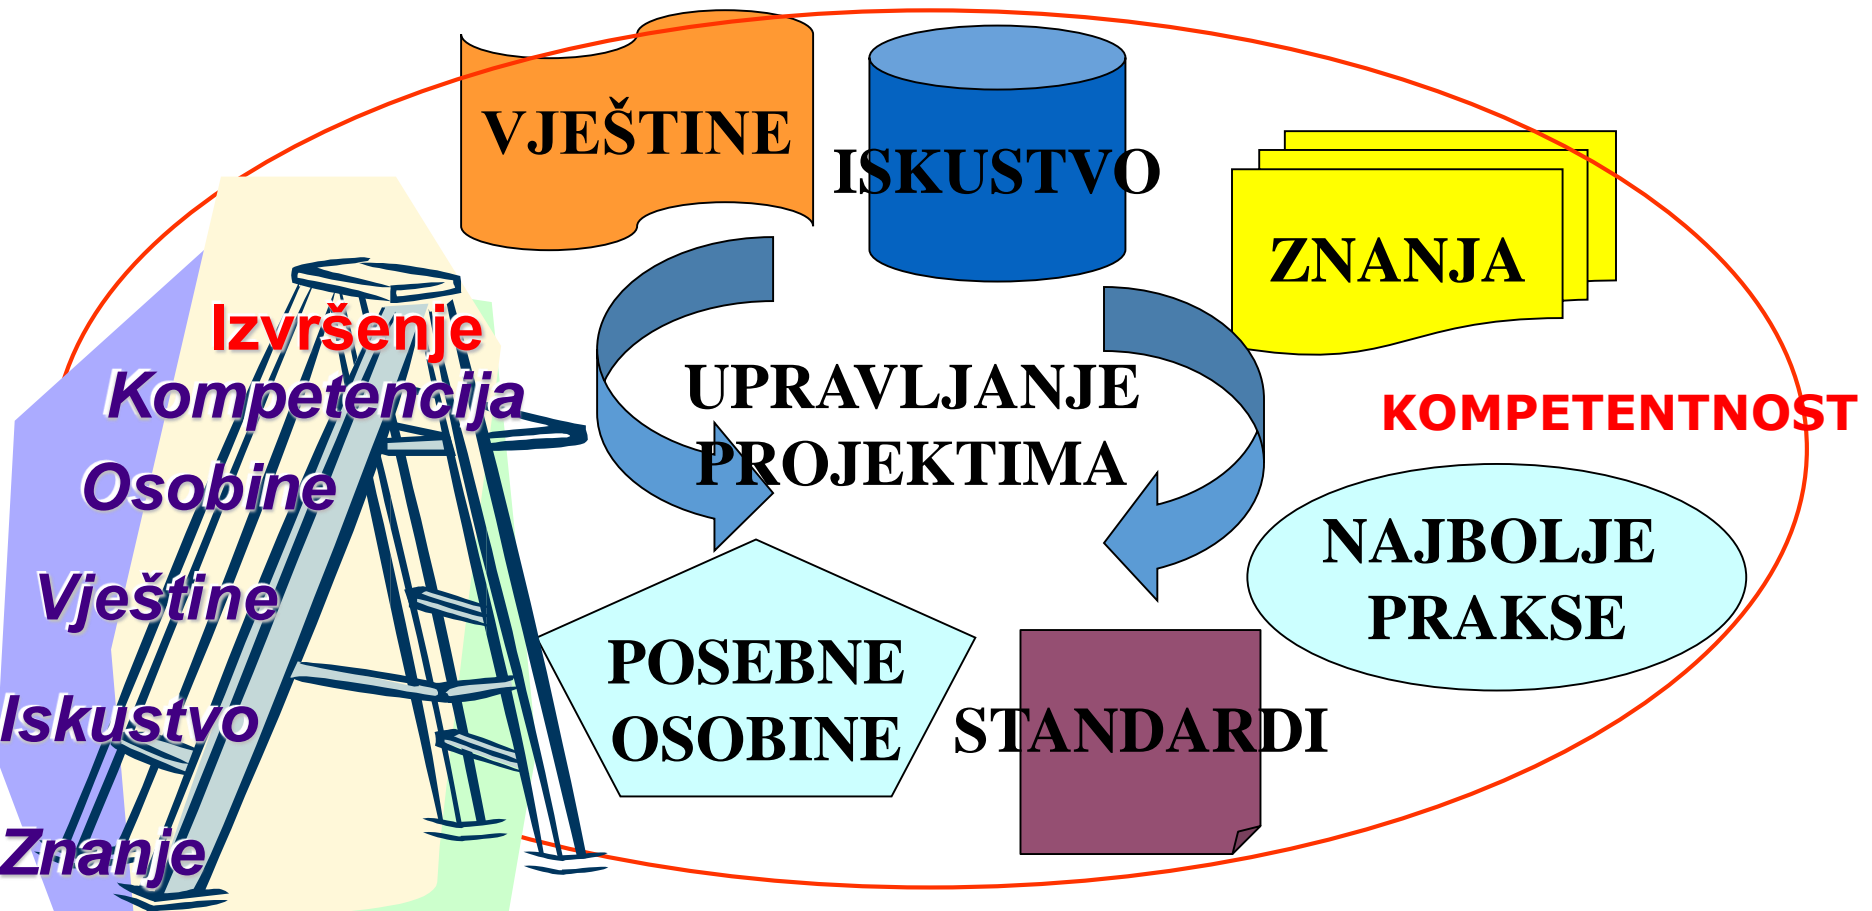 VJEŠTINE
ISKUSTVO
ZNANJA
Izvršenje
Kompetencija
Osobine
Vještine
Iskustvo
Znanje
UPRAVLJANJE
PROJEKTIMA
KOMPETENTNOST
NAJBOLJE
PRAKSE
POSEBNE
OSOBINE
STANDARDI